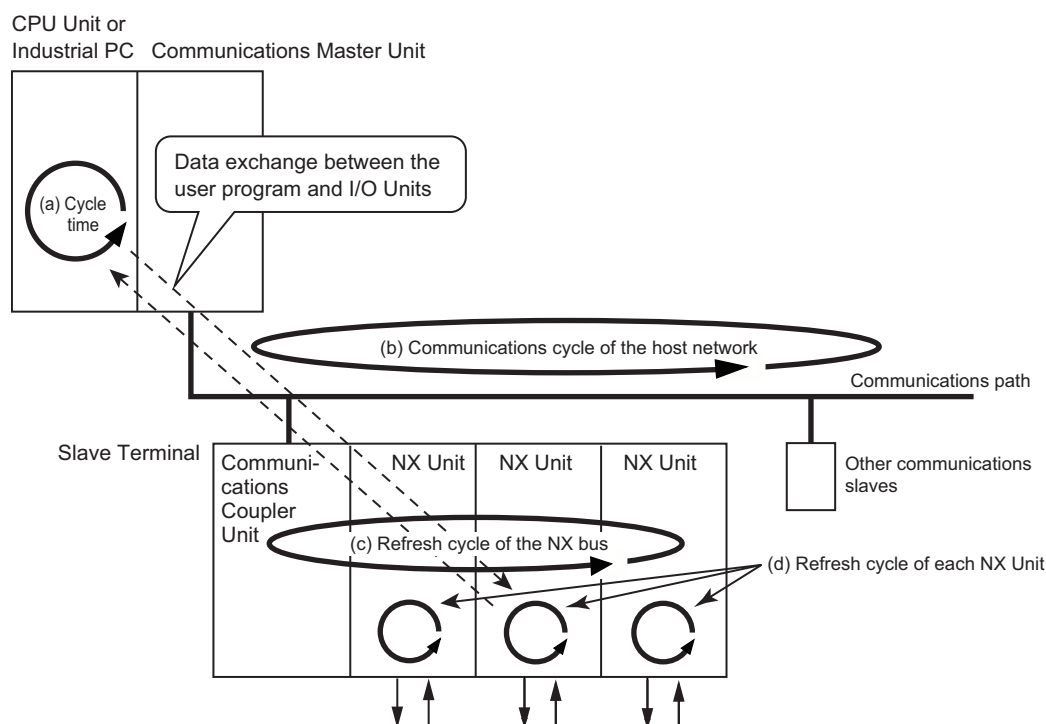 CPU Unit or
Industrial PC
Communications Master Unit
Data exchange between the
user program and I/O Units
(a) Cycle
time
(b) Communications cycle of the host network
Communications path
Slave Terminal
Communi-
cations
Coupler
Unit
NX Unit
NX Unit
NX Unit
Other communications
slaves
(c) Refresh cycle of the NX bus
(d) Refresh cycle of each NX Unit